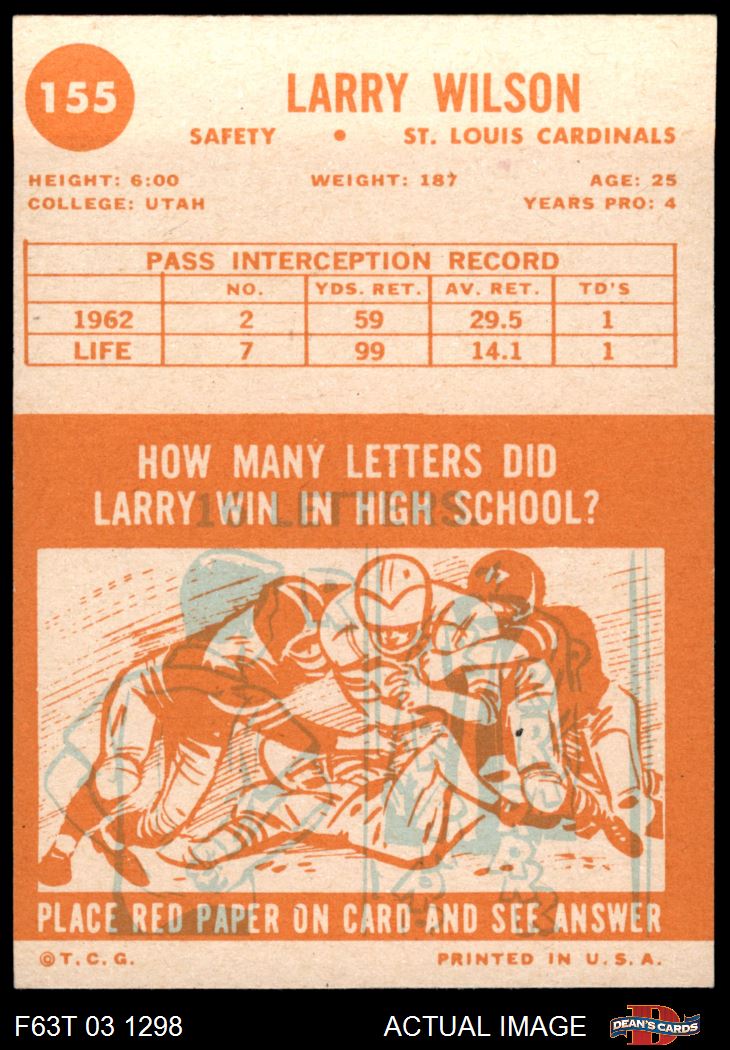 155
LARRY WILSON
SAFETY • ST. LOUIS CARDINALS
HEIGHT: 6:00 WEIGHT: 187 AGE: 25
COLLEGE: UTAH YEARS PRO: 4
PASS INTERCEPTION RECORD
NO. YDS. RET. AV. RET. TD'S
1962 2 59 29.5 1
LIFE 7 99 14.1 1
HOW MANY LETTERS DID
LARRY WIN IN HIGH SCHOOL?
16 LETTERS.
PLACE RED PAPER ON CARD AND SEE ANSWER
© T. C. G. PRINTED IN U. S. A.
F63T 03 1298 ACTUAL IMAGE D DEAN'S CARDS